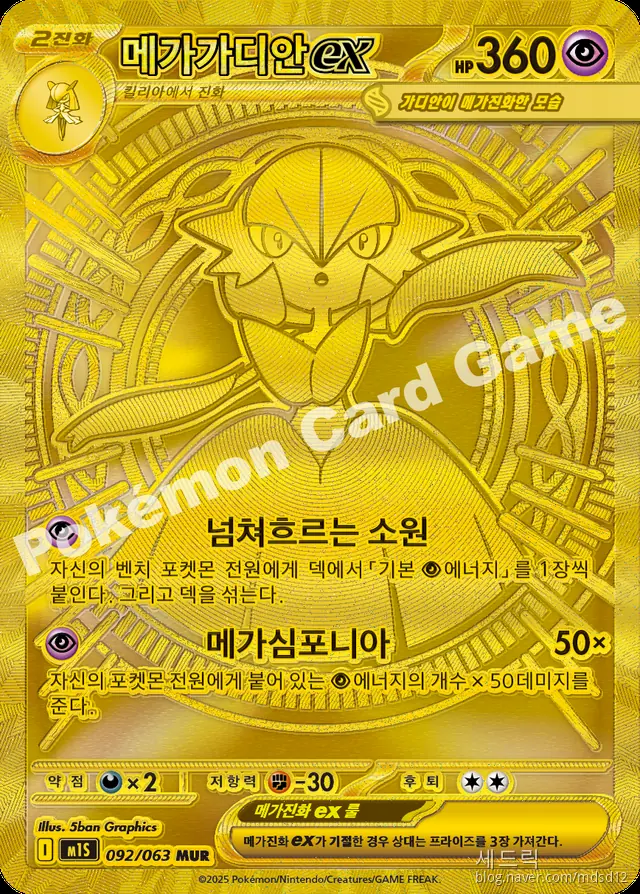 2진화
메가가디안ex
HP 360
킬리아에서 진화
가디안이 메가진화한 모습
Pokémon Card Game
넘쳐흐르는 소원
자신의 벤치 포켓몬 전원에게 덱에서 「기본 에너지」를 1장씩
붙인다. 그리고 덱을 섞는다.
메가심포니아 50×
자신의 포켓몬 전원에게 붙어 있는 에너지의 개수 × 50데미지를
준다.
약점 ×2 저항력 -30 후퇴
메가진화 ex 룰
메가진화 ex가 기절한 경우 상대는 프라이즈를 3장 가져간다.
Illus. 5ban Graphics
I M1S 092/063 MUR
세드릭
blog.naver.com/mdsd12
©2025 Pokémon/Nintendo/Creatures/GAME FREAK.